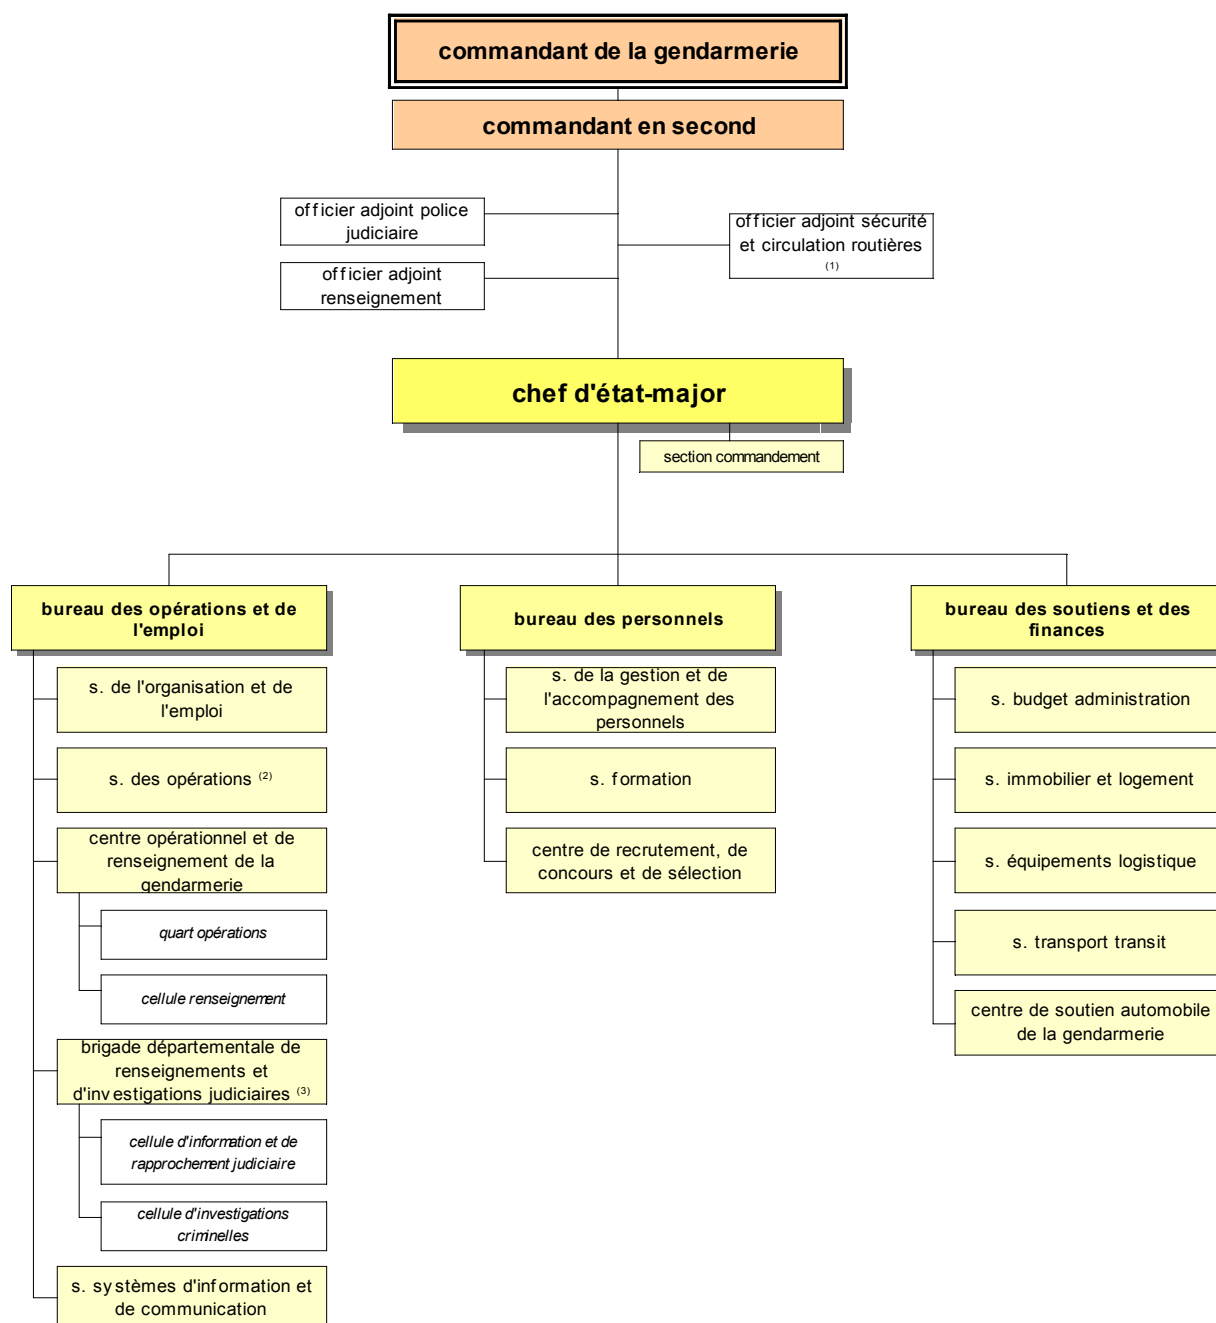 commandant de la gendarmerie
commandant en second
officier adjoint police
judiciaire
officier adjoint sécurité
et circulation routières
(1)
officier adjoint
renseignement
chef d'état-major
section commandement
bureau des opérations et de
l'emploi
s. de l'organisation et de
l'emploi
s. des opérations (2)
centre opérationnel et de
renseignement de la
gendarmerie
quart opérations
cellule renseignement
brigade départementale de
renseignements et
d'investigations judiciaires (3)
cellule d'information et de
rapprochement judiciaire
cellule d'investigations
criminelles
s. systèmes d'information et
de communication
bureau des personnels
s. de la gestion et de
l'accompagnement des
personnels
s. formation
centre de recrutement, de
concours et de sélection
bureau des soutiens et des
finances
s. budget administration
s. immobilier et logement
s. équipements logistique
s. transport transit
centre de soutien automobile
de la gendarmerie